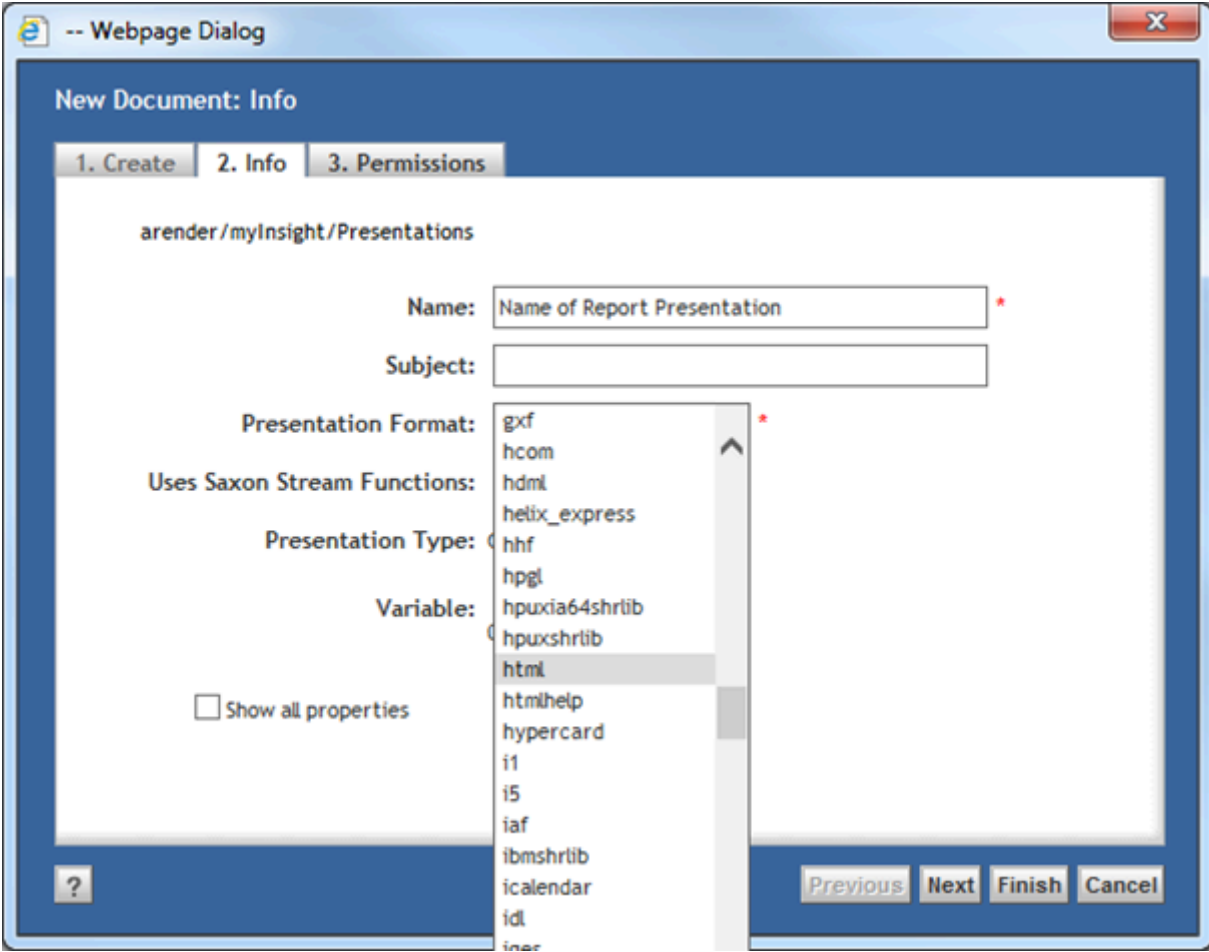 -- Webpage Dialog
x
New Document: Info
1. Create 2. Info 3. Permissions
arender/myInsight/Presentations
Name: Name of Report Presentation *
Subject:
Presentation Format: *
Uses Saxon Stream Functions:
Presentation Type:
Variable:
Show all properties
gxf
hcom
hdml
helix_express
hhf
hpgl
hpuxia64shrlib
hpuxshrlib
html
htmlhelp
hypercard
i1
i5
iaf
ibmshrlib
icalendar
idl
iges
? Previous Next Finish Cancel